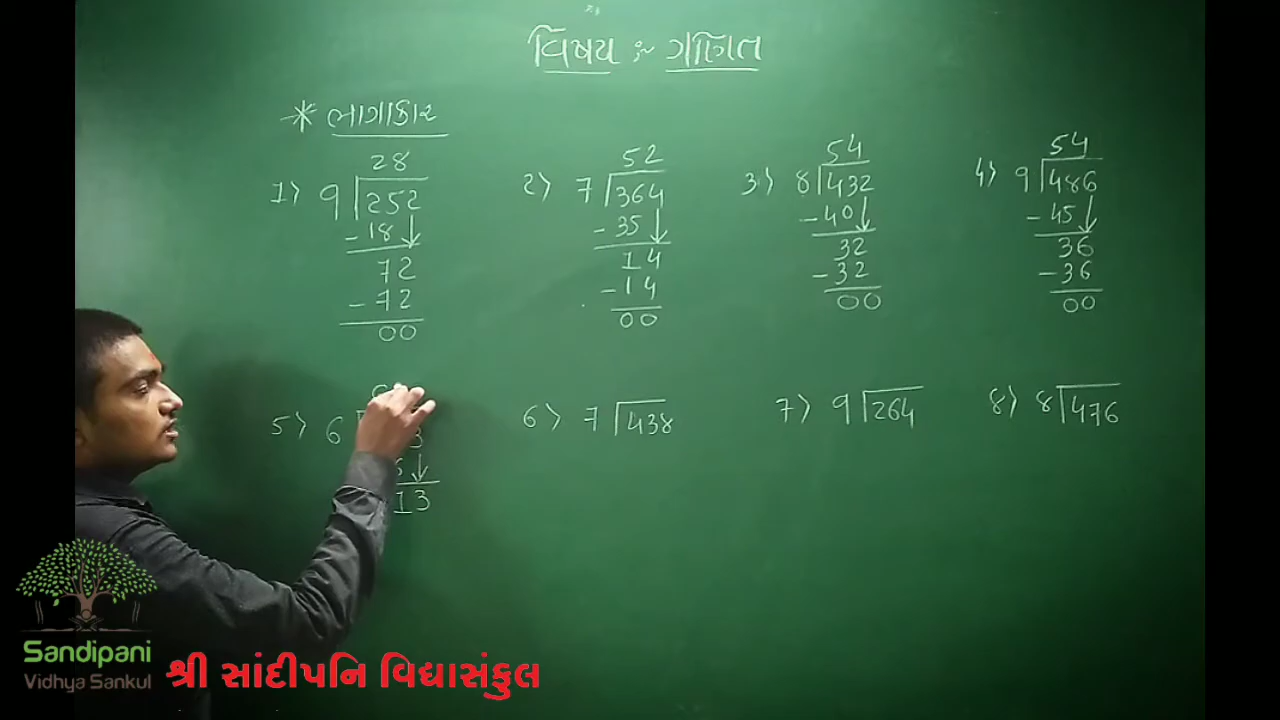 વિષય :~ ગણિત
* ભાગાકાર
28
1) 9 252
- 18 ↓
72
- 72
00
52
2) 7 364
- 35 ↓
14
- 14
00
54
3) 8 432
- 40 ↓
32
- 32
00
54
4) 9 486
- 45 ↓
36
- 36
00
5) 6 3
6 ↓
13
6) 7 438
7) 9 264
8) 8 476
Sandipani
Vidhya Sankul
શ્રી સાંદીપનિ વિદ્યાસંકુલ